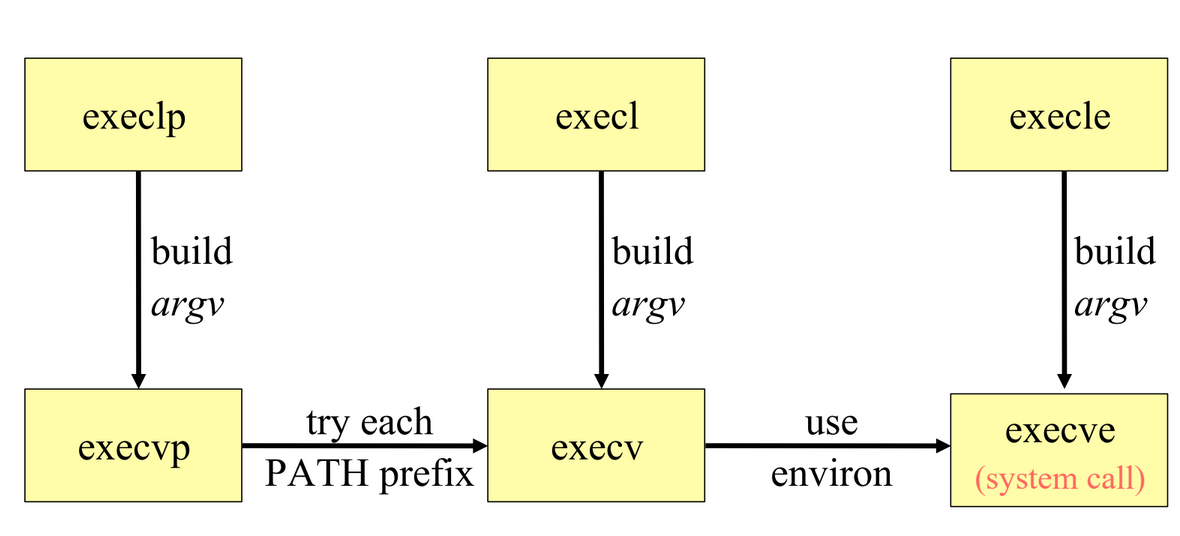 execlp
execl
execle
build
argv
build
argv
build
argv
execvp
try each
PATH prefix
execv
use
environ
execve
(system call)